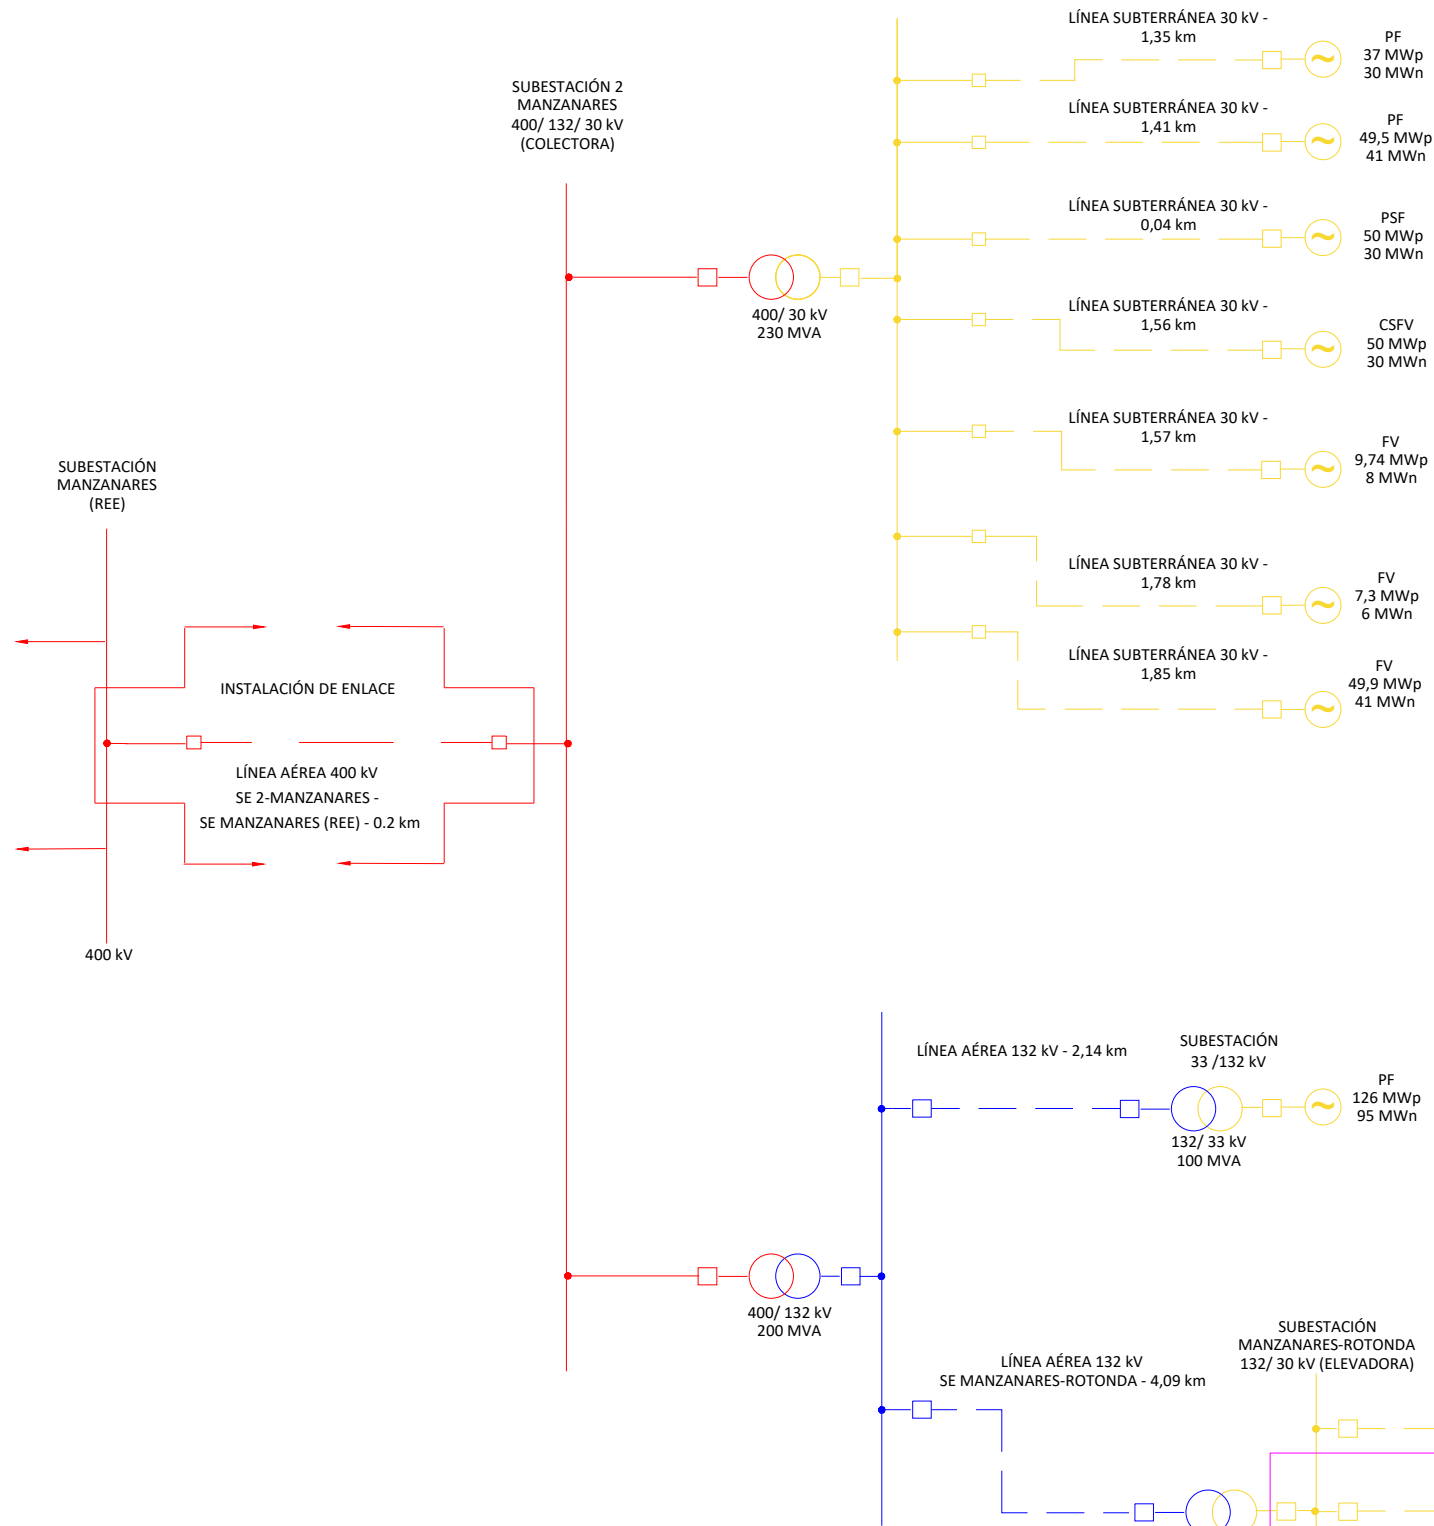 LÍNEA SUBTERRÁNEA 30 kV -
1,35 km
PF
37 MWp
30 MWn
SUBESTACIÓN 2
MANZANARES
400/ 132/ 30 kV
(COLECTORA)
LÍNEA SUBTERRÁNEA 30 kV -
1,41 km
PF
49,5 MWp
41 MWn
LÍNEA SUBTERRÁNEA 30 kV -
0,04 km
PSF
50 MWp
30 MWn
400/ 30 kV
230 MVA
LÍNEA SUBTERRÁNEA 30 kV -
1,56 km
CSFV
50 MWp
30 MWn
LÍNEA SUBTERRÁNEA 30 kV -
1,57 km
FV
9,74 MWp
8 MWn
SUBESTACIÓN
MANZANARES
(REE)
LÍNEA SUBTERRÁNEA 30 kV -
1,78 km
FV
7,3 MWp
6 MWn
LÍNEA SUBTERRÁNEA 30 kV -
1,85 km
FV
49,9 MWp
41 MWn
INSTALACIÓN DE ENLACE
LÍNEA AÉREA 400 kV
SE 2-MANZANARES -
SE MANZANARES (REE) - 0.2 km
400 kV
LÍNEA AÉREA 132 kV - 2,14 km
SUBESTACIÓN
33 /132 kV
PF
126 MWp
95 MWn
132/ 33 kV
100 MVA
400/ 132 kV
200 MVA
LÍNEA AÉREA 132 kV
SE MANZANARES-ROTONDA - 4,09 km
SUBESTACIÓN
MANZANARES-ROTONDA
132/ 30 kV (ELEVADORA)